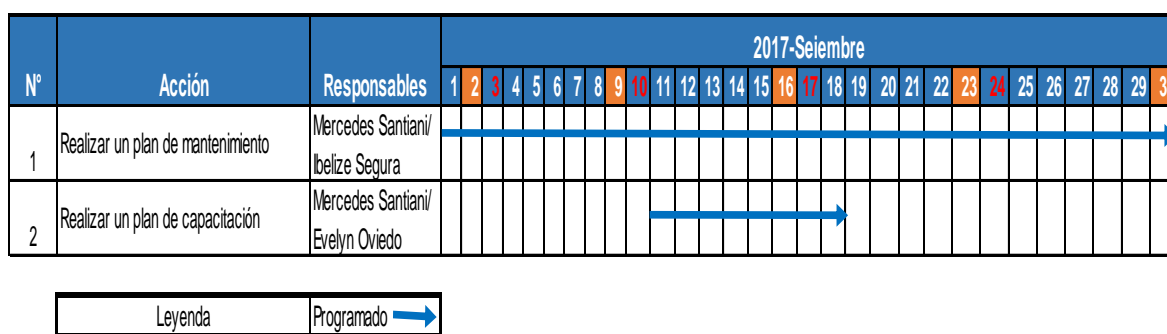 2017-Seiembre
N° Acción Responsables 1 2 3 4 5 6 7 8 9 10 11 12 13 14 15 16 17 18 19 20 21 22 23 24 25 26 27 28 29 3
1 Realizar un plan de mantenimiento Mercedes Santiani/
Ibelize Segura
2 Realizar un plan de capacitación Mercedes Santiani/
Evelyn Oviedo
Leyenda Programado